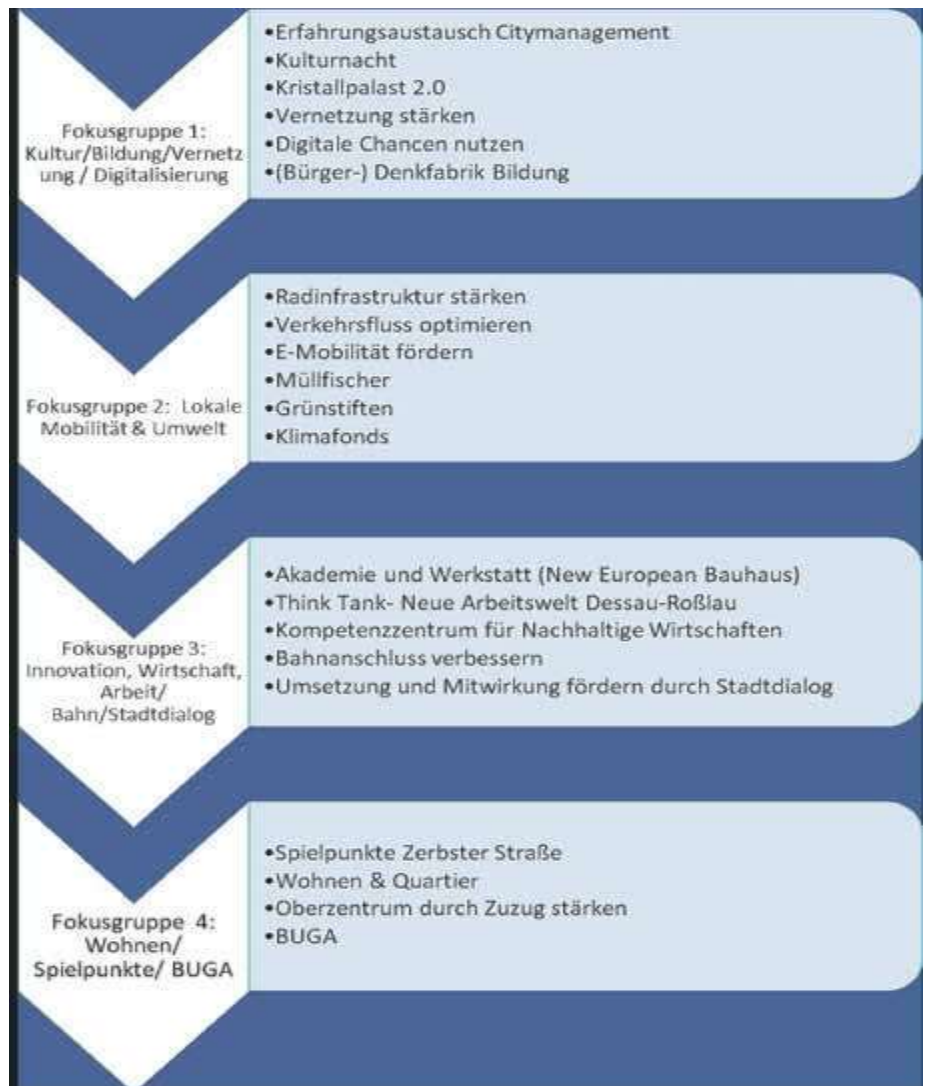 Fokusgruppe 1:
Kultur/Bildung/Vernetz
ung / Digitalisierung
•Erfahrungsaustausch Citymanagement
•Kulturnacht
•Kristallpalast 2.0
•Vernetzung stärken
•Digitale Chancen nutzen
•(Bürger-) Denkfabrik Bildung
Fokusgruppe 2: Lokale
Mobilität & Umwelt
•Radinfrastruktur stärken
•Verkehrsfluss optimieren
•E-Mobilität fördern
•Müllfischer
•Grünstiften
•Klimafonds
Fokusgruppe 3:
Innovation, Wirtschaft,
Arbeit/
Bahn/Stadtdialog
•Akademie und Werkstatt (New European Bauhaus)
•Think Tank- Neue Arbeitswelt Dessau-Roßlau
•Kompetenzzentrum für Nachhaltige Wirtschaften
•Bahnanschluss verbessern
•Umsetzung und Mitwirkung fördern durch Stadtdialog
Fokusgruppe 4:
Wohnen/
Spielpunkte/ BUGA
•Spielpunkte Zerbster Straße
•Wohnen & Quartier
•Oberzentrum durch Zuzug stärken
•BUGA